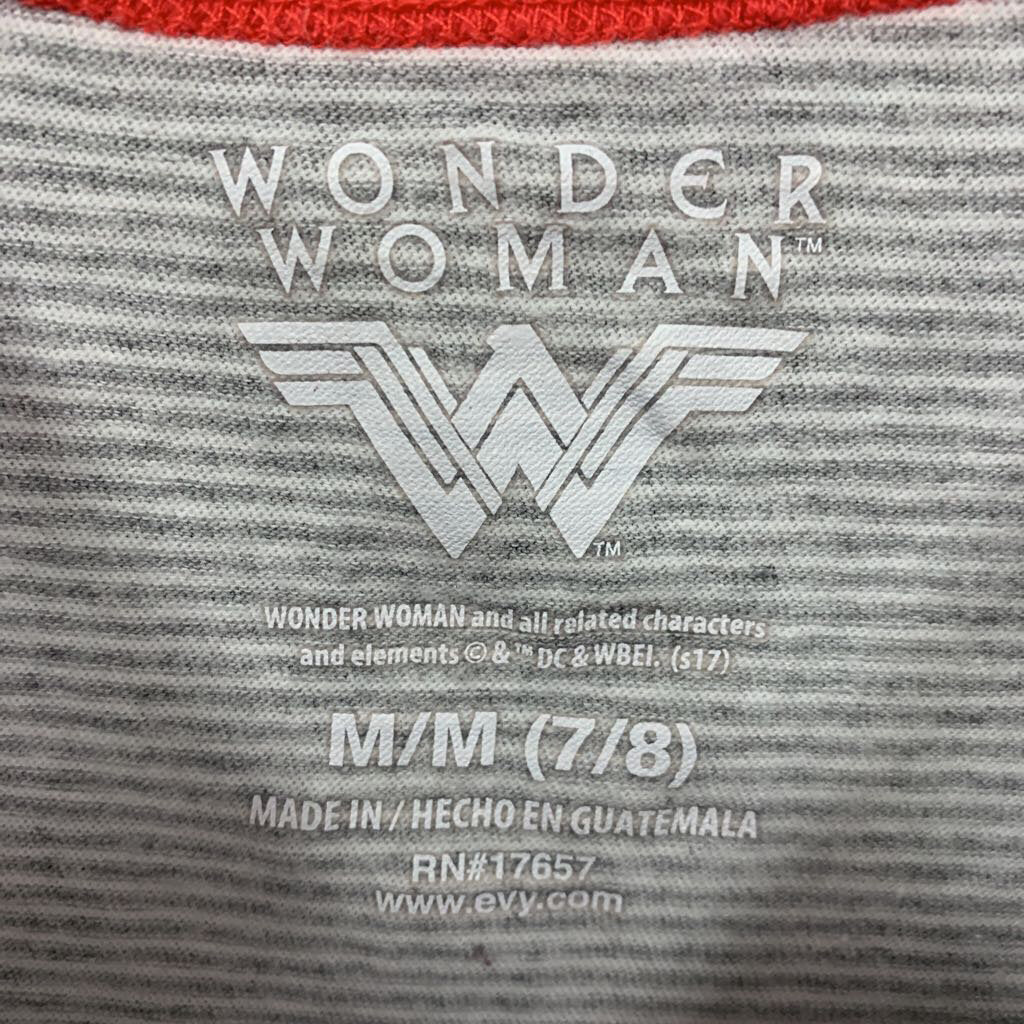 WONDER
WOMAN™
™
WONDER WOMAN and all related characters
and elements © & ™ DC & WBEI. (s17)
M/M (7/8)
MADE IN / HECHO EN GUATEMALA
RN#17657
www.evy.com